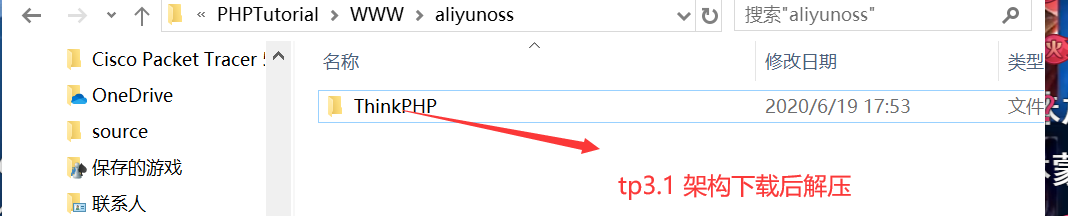 « PHPTutorial › WWW › aliyunoss
搜索"aliyunoss"
名称 修改日期 类型
Cisco Packet Tracer
OneDrive
source
保存的游戏
联系人
ThinkPHP 2020/6/19 17:53 文件
tp3.1 架构下载后解压
火
蒙